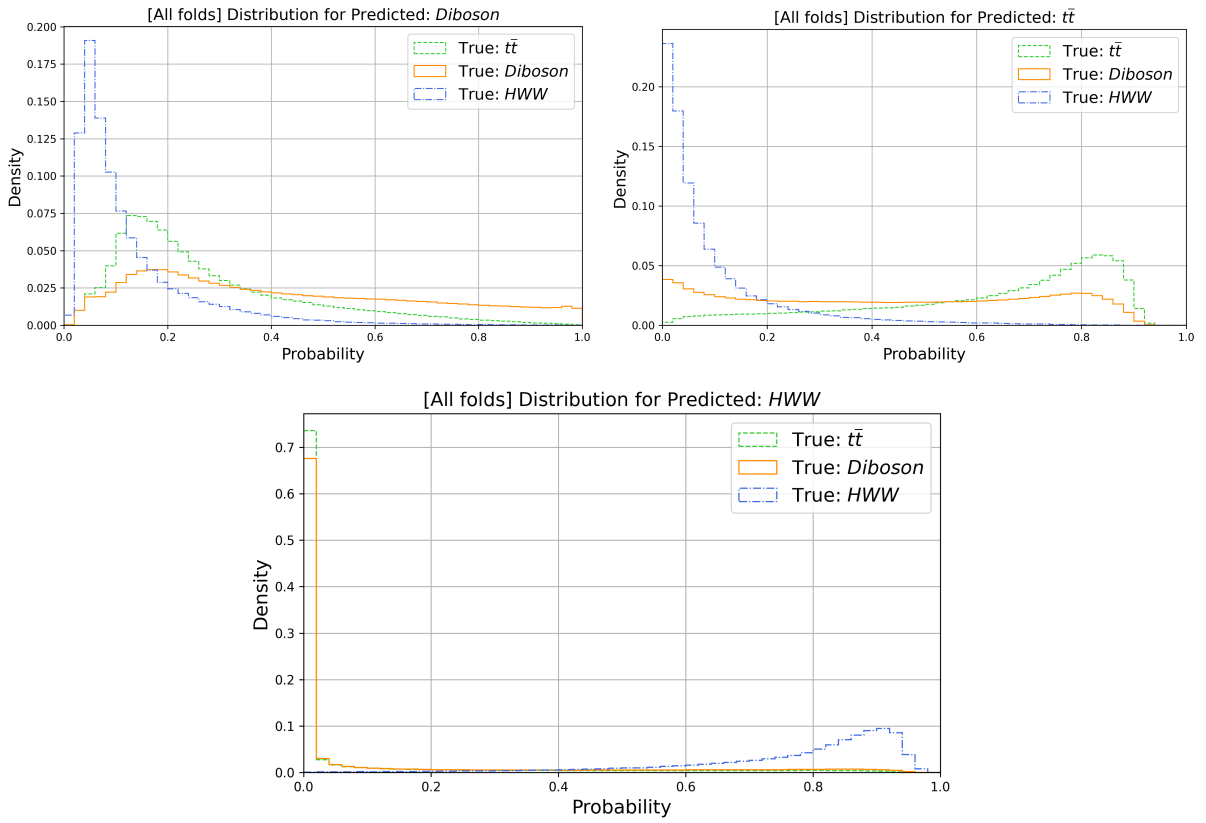 [All folds] Distribution for Predicted: Diboson
0.200
0.175
0.150
0.125
0.100
0.075
0.050
0.025
0.000
Density
True: tt̄
True: Diboson
True: HWW
0.0 0.2 0.4 0.6 0.8 1.0
Probability
[All folds] Distribution for Predicted: tt̄
0.20
0.15
0.10
0.05
0.00
Density
True: tt̄
True: Diboson
True: HWW
0.0 0.2 0.4 0.6 0.8 1.0
Probability
[All folds] Distribution for Predicted: HWW
0.7
0.6
0.5
0.4
0.3
0.2
0.1
0.0
Density
True: tt̄
True: Diboson
True: HWW
0.0 0.2 0.4 0.6 0.8 1.0
Probability